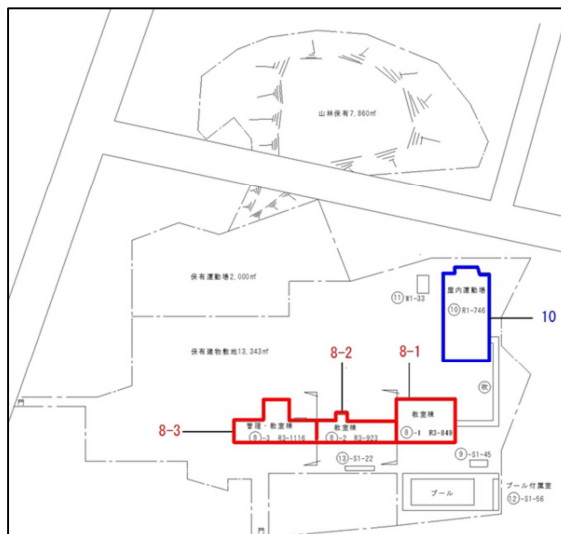 山林保有7,860㎡
保有運動場2,000㎡
屋内運動場
⑩ R1-746
10
⑪ W1-33
保有建物敷地13,343㎡
8-2
8-1
8-3
管理・教室棟
⑧-3 R3-1116
教室棟
⑧-2 R3-923
教室棟
⑧-1 R3-849
⑬-S1-22
⑨-S1-45
プール
プール付属室
⑫-S1-56
門
門